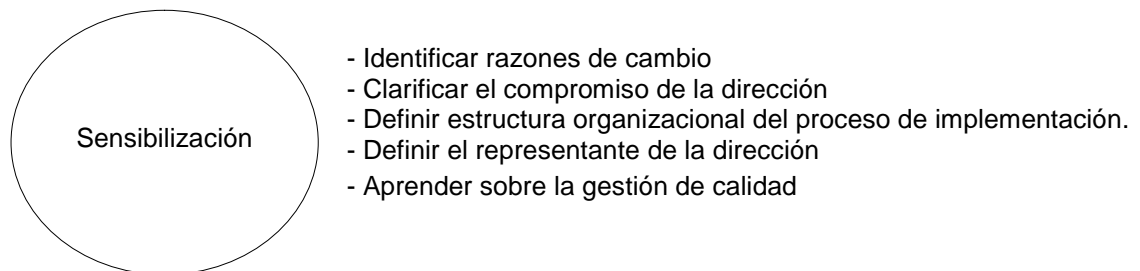 Sensibilización
- Identificar razones de cambio
- Clarificar el compromiso de la dirección
- Definir estructura organizacional del proceso de implementación.
- Definir el representante de la dirección
- Aprender sobre la gestión de calidad